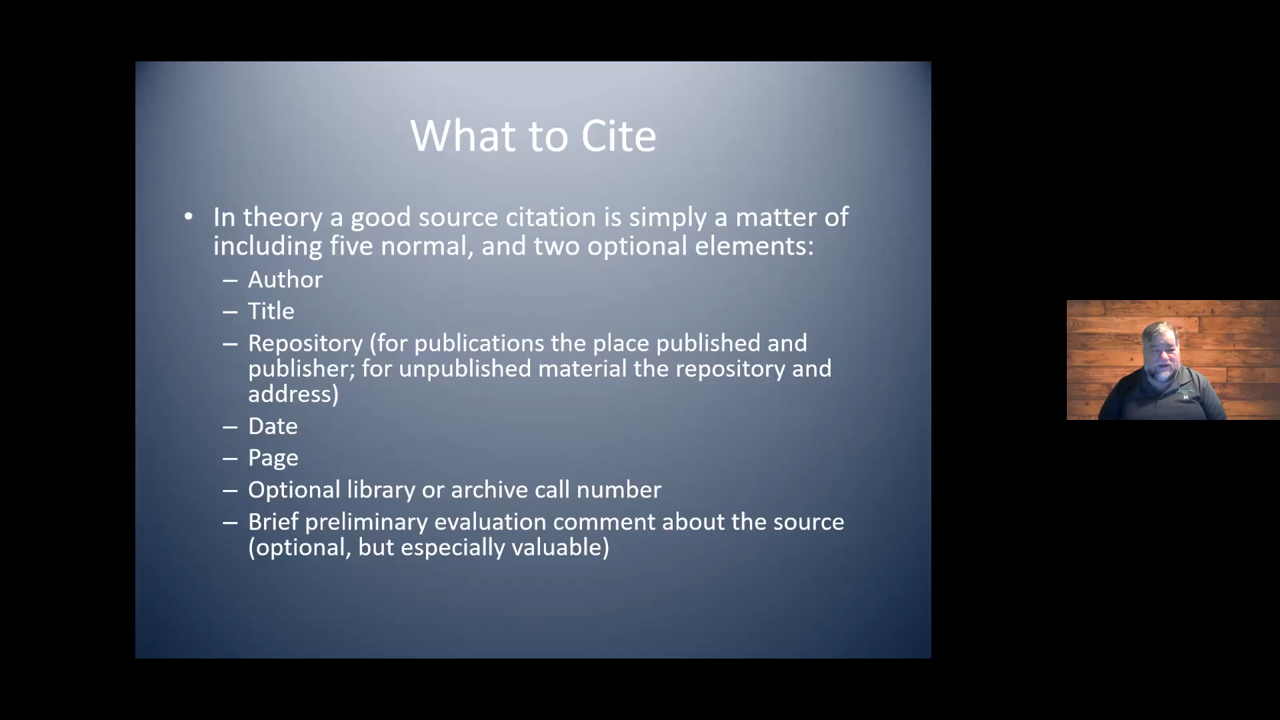 What to Cite
• In theory a good source citation is simply a matter of
including five normal, and two optional elements:
– Author
– Title
– Repository (for publications the place published and
publisher; for unpublished material the repository and
address)
– Date
– Page
– Optional library or archive call number
– Brief preliminary evaluation comment about the source
(optional, but especially valuable)